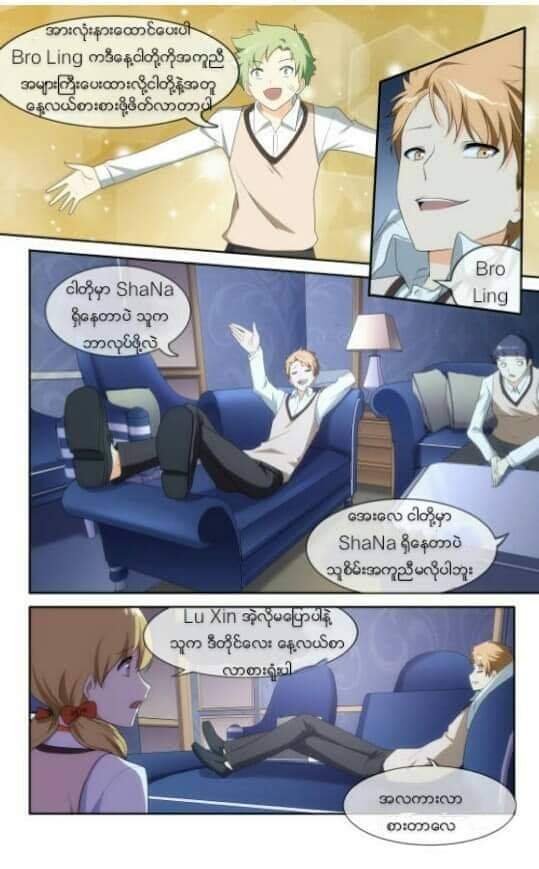 အားလုံးနားထောင်ပေးပါ
Bro Ling ကဒီနေ့ငါတို့ကိုအကူညီ
အများကြီးပေးထားလို့ငါတို့နဲ့အတူ
နေ့လယ်စားစားဖို့ဖိတ်လာတာပါ
Bro
Ling
ငါတို့မှာ ShaNa
ရှိနေတာပဲ သူက
ဘာလုပ်ဖို့လဲ
အေးလေ ငါတို့မှာ
ShaNa ရှိနေတာပဲ
သူစိမ်းအကူညီမလိုပါဘူး
Lu Xin အဲ့လိုမပြောပါနဲ့
သူက ဒီတိုင်လေး နေ့လယ်စာ
လာစားရုံးပါ
အလကားလာ
စားတာလေ